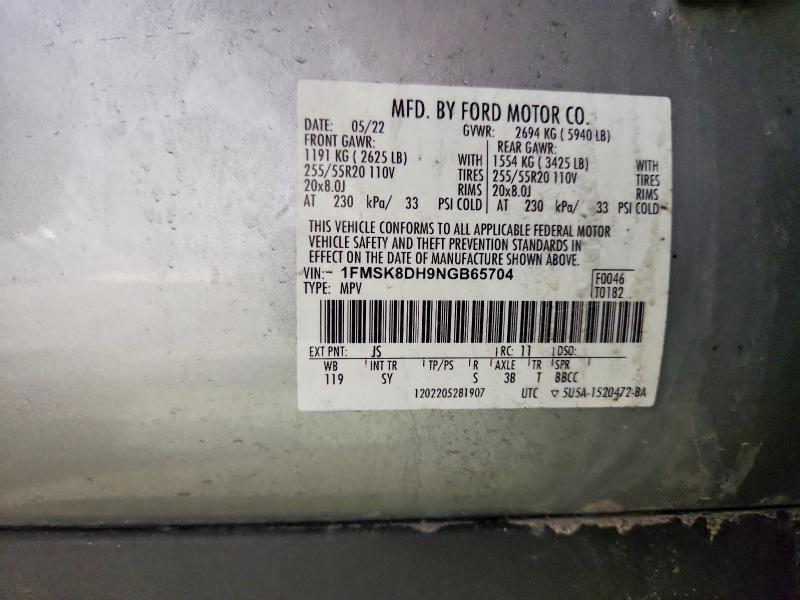 MFD. BY FORD MOTOR CO.
DATE: 05/22 GVWR: 2694 KG ( 5940 LB)
FRONT GAWR: REAR GAWR:
1191 KG ( 2625 LB) WITH 1554 KG ( 3425 LB) WITH
255/55R20 110V TIRES 255/55R20 110V TIRES
20x8.0J RIMS 20x8.0J RIMS
AT 230 kPa/ 33 PSI COLD AT 230 kPa/ 33 PSI COLD
THIS VEHICLE CONFORMS TO ALL APPLICABLE FEDERAL MOTOR
VEHICLE SAFETY AND THEFT PREVENTION STANDARDS IN
EFFECT ON THE DATE OF MANUFACTURE SHOWN ABOVE.
VIN:- 1FMSK8DH9NGB65704 F0046
TYPE: MPV T0182
EXT PNT: JS RC: 11 DSO:
WB INT TR TP/PS R AXLE TR SPR
119 SY S 3B T BBCC
1202205281907 UTC ▽ 5U5A-1520472-BA